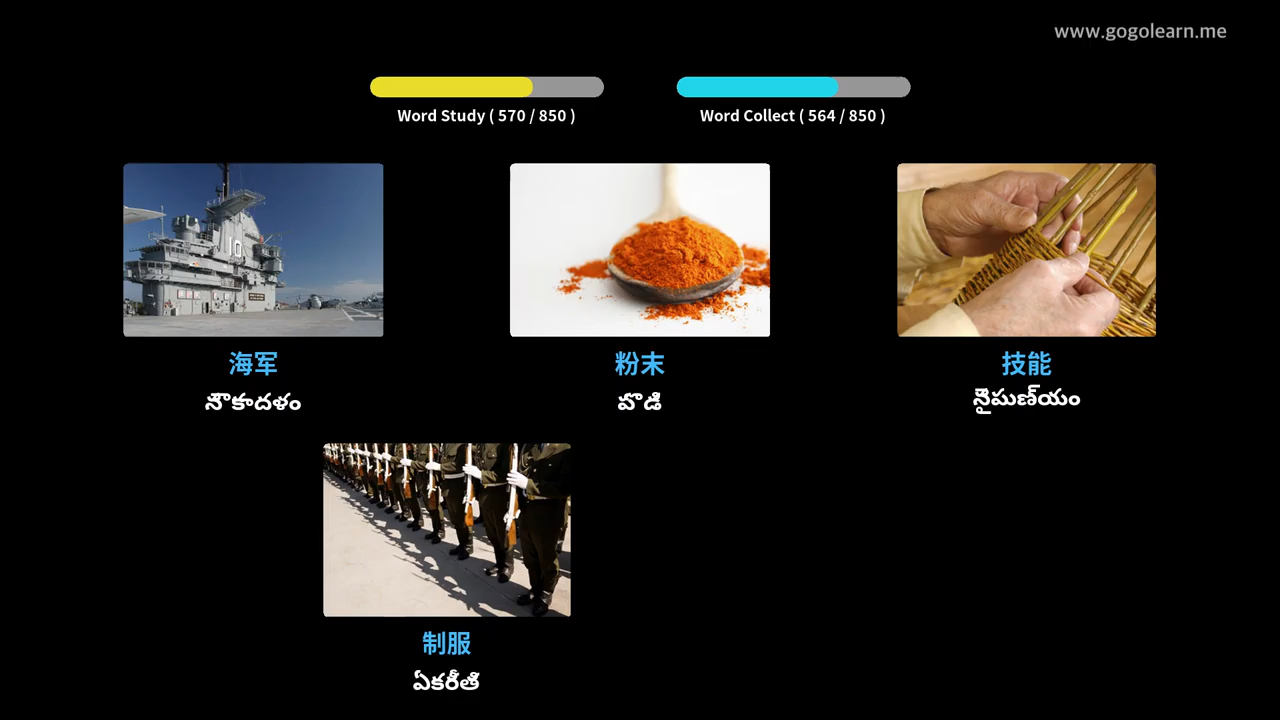 www.gogolearn.me
Word Study ( 570 / 850 )
Word Collect ( 564 / 850 )
海军
粉末
技能
నౌకాదళం
పొడి
నైపుణ్యం
制服
ఏకరీతి